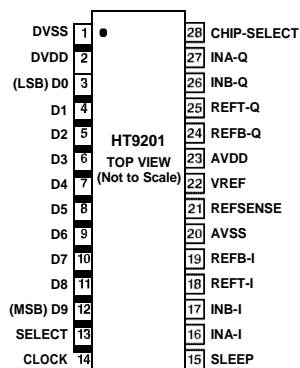 DVSS 1
DVDD 2
(LSB) D0 3
D1 4
D2 5
D3 6
D4 7
D5 8
D6 9
D7 10
D8 11
(MSB) D9 12
SELECT 13
CLOCK 14
HT9201
TOP VIEW
(Not to Scale)
28 CHIP-SELECT
27 INA-Q
26 INB-Q
25 REFT-Q
24 REFB-Q
23 AVDD
22 VREF
21 REFSENSE
20 AVSS
19 REFB-I
18 REFT-I
17 INB-I
16 INA-I
15 SLEEP